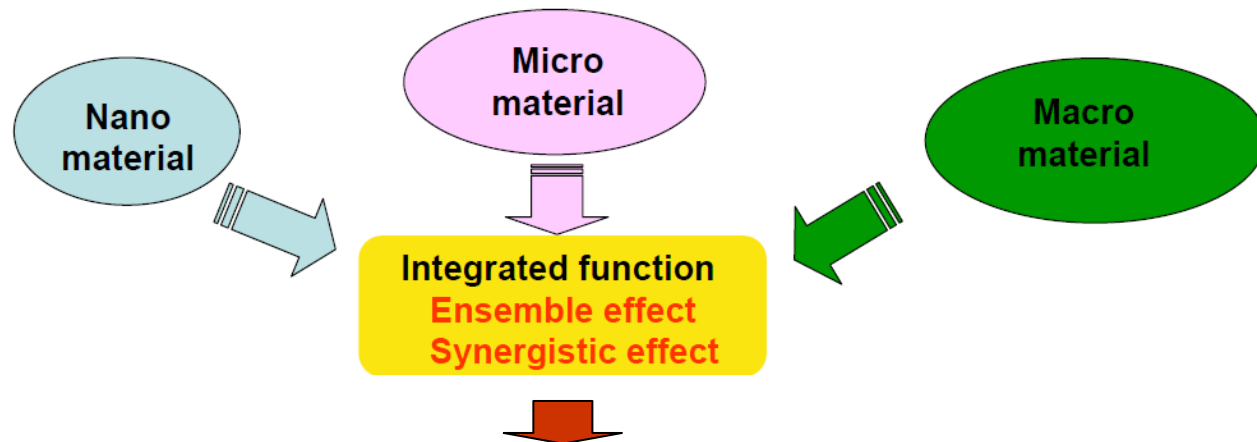 Nano
material
Micro
material
Macro
material
Integrated function
Ensemble effect
Synergistic effect